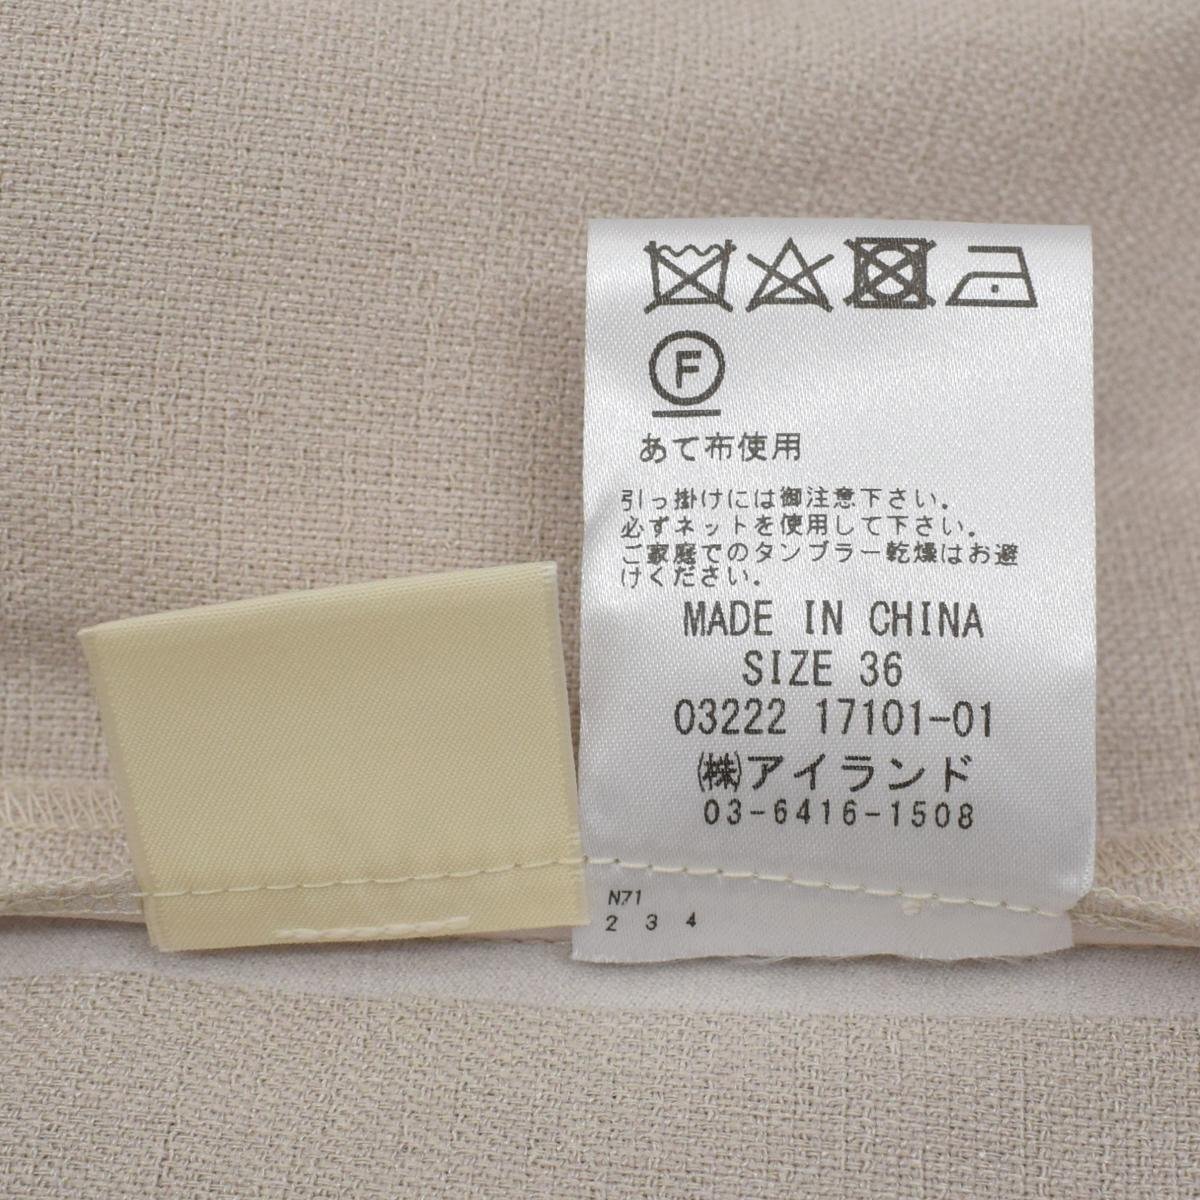 F
あて布使用
引っ掛けには御注意下さい。
必ずネットを使用して下さい。
ご家庭でのタンブラー乾燥はお避
けください。
MADE IN CHINA
SIZE 36
03222 17101-01
㈱アイランド
03-6416-1508
N71
2 3 4